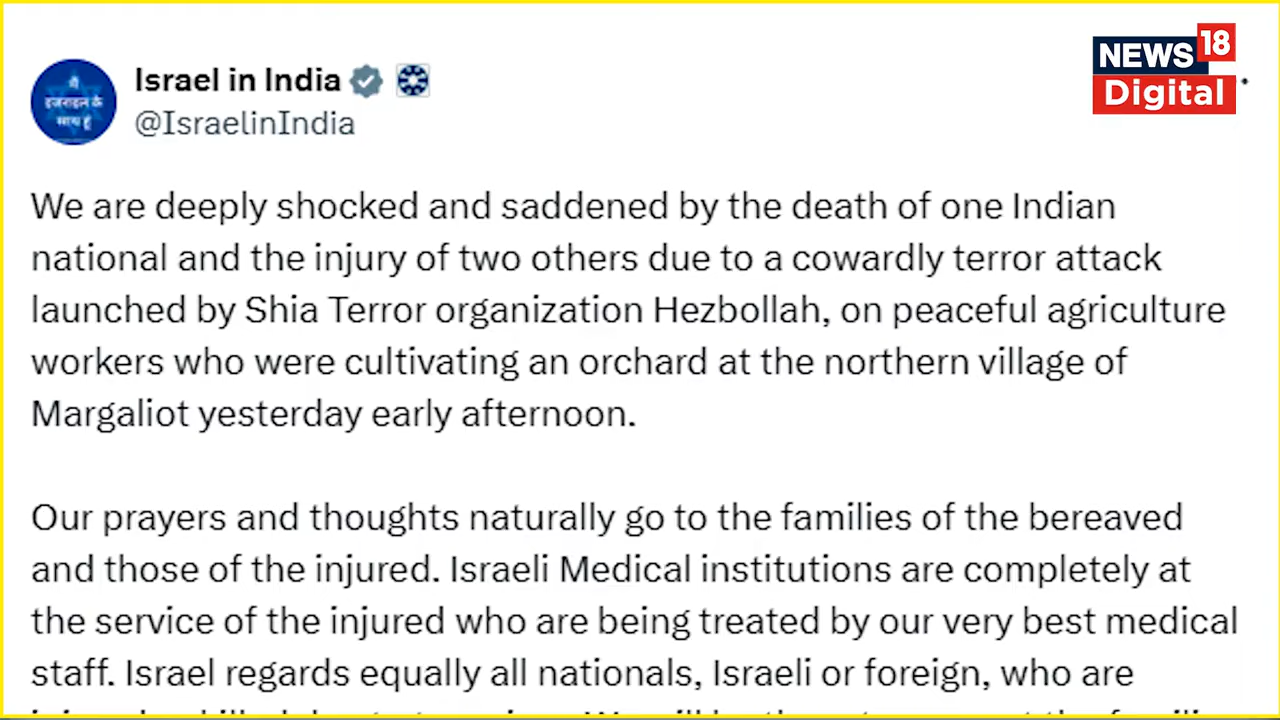 NEWS 18
Digital
Israel in India
@IsraelinIndia
मैं
इजराइल के
साथ हूं
We are deeply shocked and saddened by the death of one Indian
national and the injury of two others due to a cowardly terror attack
launched by Shia Terror organization Hezbollah, on peaceful agriculture
workers who were cultivating an orchard at the northern village of
Margaliot yesterday early afternoon.
Our prayers and thoughts naturally go to the families of the bereaved
and those of the injured. Israeli Medical institutions are completely at
the service of the injured who are being treated by our very best medical
staff. Israel regards equally all nationals, Israeli or foreign, who are